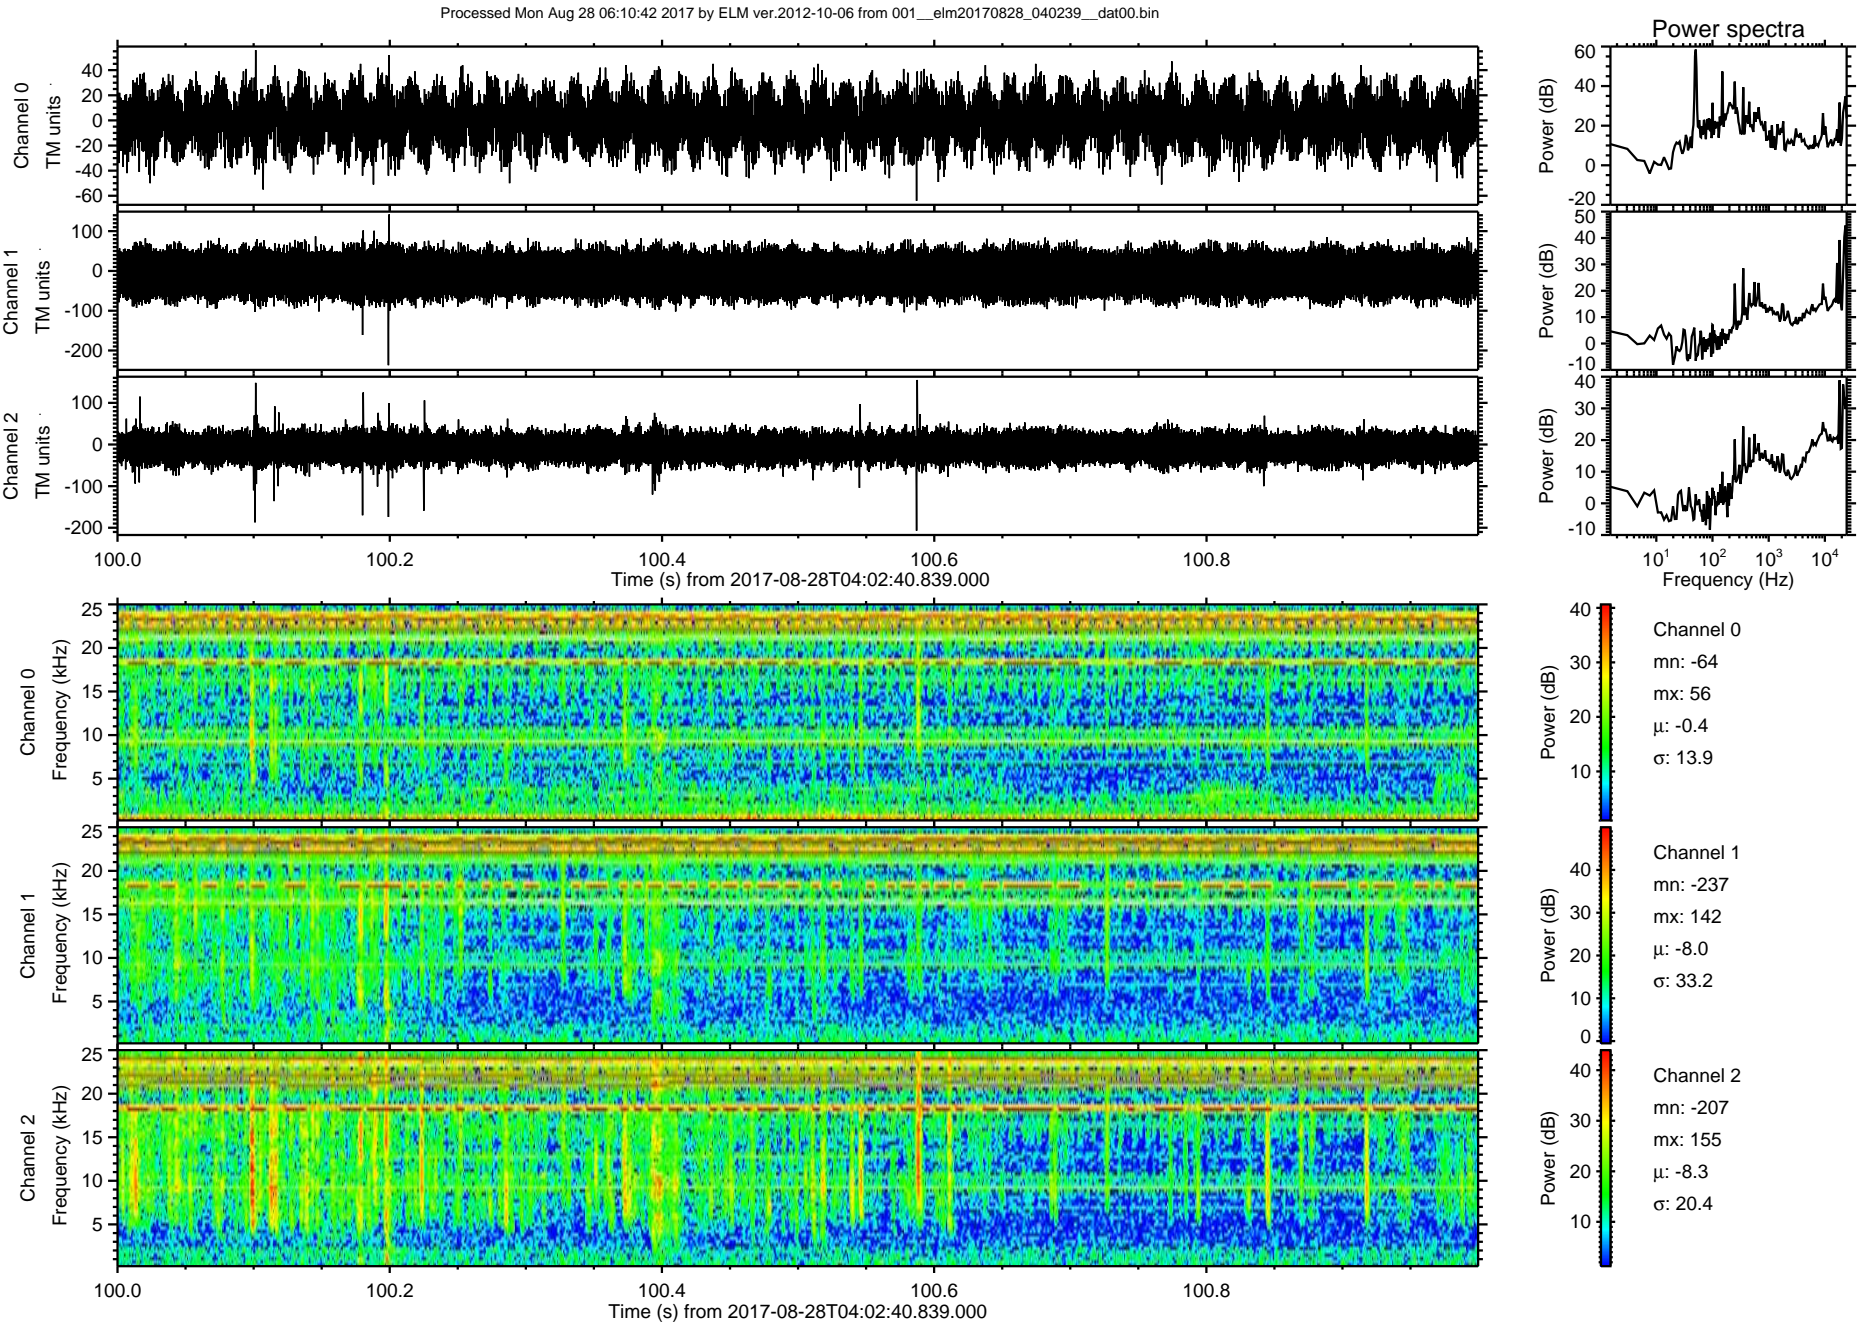 Processed Mon Aug 28 06:10:42 2017 by ELM ver.2012-10-06 from 001__elm20170828_040239__dat00.bin
Power spectra
Channel 0
TM units
40
20
0
-20
-40
-60
Power (dB)
60
40
20
0
-20
Channel 1
TM units
100
0
-100
-200
Power (dB)
50
40
30
20
10
0
-10
Channel 2
TM units
100
0
-100
-200
Power (dB)
40
30
20
10
0
-10
100.0 100.2 100.4 100.6 100.8
Time (s) from 2017-08-28T04:02:40.839.000
10¹ 10² 10³ 10⁴
Frequency (Hz)
Channel 0
Frequency (kHz)
25
20
15
10
5
Power (dB)
40
30
20
10
Channel 0
mn: -64
mx: 56
μ: -0.4
σ: 13.9
Channel 1
Frequency (kHz)
25
20
15
10
5
Power (dB)
40
30
20
10
0
Channel 1
mn: -237
mx: 142
μ: -8.0
σ: 33.2
Channel 2
Frequency (kHz)
25
20
15
10
5
Power (dB)
40
30
20
10
Channel 2
mn: -207
mx: 155
μ: -8.3
σ: 20.4
100.0 100.2 100.4 100.6 100.8
Time (s) from 2017-08-28T04:02:40.839.000